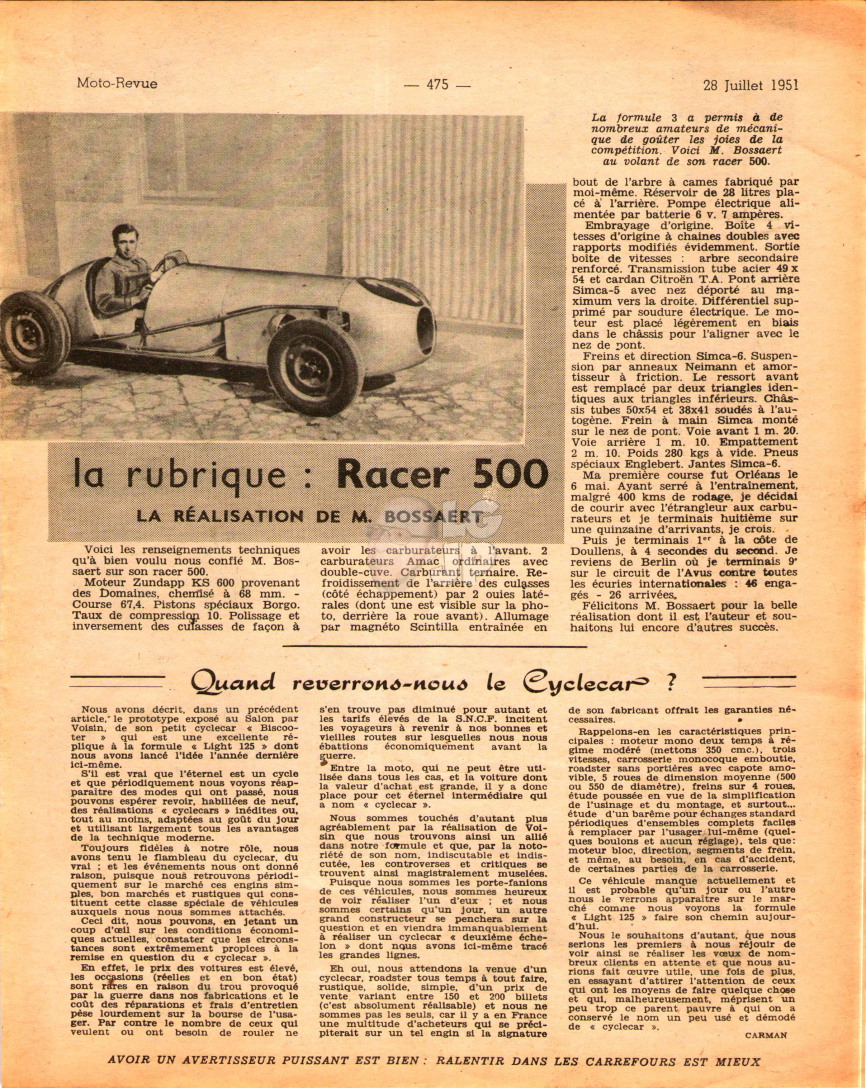 Moto-Revue
— 475 —
28 Juillet 1951
La formule 3 a permis à de
nombreux amateurs de mécani-
que de goûter les joies de la
compétition. Voici M. Bossaert
au volant de son racer 500.
la rubrique : Racer 500
LA RÉALISATION DE M. BOSSAERT
Voici les renseignements techniques
qu'à bien voulu nous confié M. Bos-
saert sur son racer 500.
Moteur Zundapp KS 600 provenant
des Domaines, chemisé à 68 mm. -
Course 67,4. Pistons spéciaux Borgo.
Taux de compression 10. Polissage et
inversement des culasses de façon à
avoir les carburateurs à l'avant. 2
carburateurs Amac ordinaires avec
double-cuve. Carburant ternaire. Re-
froidissement de l'arrière des culasses
(côté échappement) par 2 ouies laté-
rales (dont une est visible sur la pho-
to, derrière la roue avant). Allumage
par magnéto Scintilla entraînée en
bout de l'arbre à cames fabriqué par
moi-même. Réservoir de 28 litres pla-
cé à l'arrière. Pompe électrique ali-
mentée par batterie 6 v. 7 ampères.
Embrayage d'origine. Boîte 4 vi-
tesses d'origine à chaines doubles avec
rapports modifiés évidemment. Sortie
boîte de vitesses : arbre secondaire
renforcé. Transmission tube acier 49 x
54 et cardan Citroën T.A. Pont arrière
Simca-5 avec nez déporté au ma-
ximum vers la droite. Différentiel sup-
primé par soudure électrique. Le mo-
teur est placé légèrement en biais
dans le châssis pour l'aligner avec le
nez de pont.
Freins et direction Simca-6. Suspen-
sion par anneaux Neimann et amor-
tisseur à friction. Le ressort avant
est remplacé par deux triangles iden-
tiques aux triangles inférieurs. Châs-
sis tubes 50x54 et 38x41 soudés à l'au-
togène. Frein à main Simca monté
sur le nez de pont. Voie avant 1 m. 20.
Voie arrière 1 m. 10. Empattement
2 m. 10. Poids 280 kgs à vide. Pneus
spéciaux Englebert. Jantes Simca-6.
Ma première course fut Orléans le
6 mai. Ayant serré à l'entraînement,
malgré 400 kms de rodage, je décidai
de courir avec l'étrangleur aux carbu-
rateurs et je terminais huitième sur
une quinzaine d'arrivants, je crois.
Puis je terminais 1er à la côte de
Doullens, à 4 secondes du second. Je
reviens de Berlin où je terminais 9e
sur le circuit de l'Avus contre toutes
les écuries internationales : 46 enga-
gés - 26 arrivées.
Félicitons M. Bossaert pour la belle
réalisation dont il est l'auteur et sou-
haitons lui encore d'autres succès.
Quand reverrons-nous le Cyclecar ?
Nous avons décrit, dans un précédent
article, le prototype exposé au Salon par
Voisin, de son petit cyclecar « Biscoo-
ter » qui est une excellente ré-
plique à la formule « Light 125 » dont
nous avons lancé l'idée l'année dernière
ici-même.
S'il est vrai que l'éternel est un cycle
et que périodiquement nous voyons réap-
paraître des modes qui ont passé, nous
pouvons espérer revoir, habillées de neuf,
des réalisations « cyclecars » inédites ou,
tout au moins, adaptées au goût du jour
et utilisant largement tous les avantages
de la technique moderne.
Toujours fidèles à notre rôle, nous
avons tenu le flambeau du cyclecar, du
vrai ; et les événements nous ont donné
raison, puisque nous retrouvons périodi-
quement sur le marché ces engins sim-
ples, bon marchés et rustiques qui cons-
tituent cette classe spéciale de véhicules
auxquels nous nous sommes attachés.
Ceci dit, nous pouvons, en jetant un
coup d'œil sur les conditions économi-
ques actuelles, constater que les circons-
tances sont extrêmement propices à la
remise en question du « cyclecar ».
En effet, le prix des voitures est élevé,
les occasions (réelles et en bon état)
sont rares en raison du trou provoqué
par la guerre dans nos fabrications et le
coût des réparations et frais d'entretien
pèse lourdement sur la bourse de l'usa-
ger. Par contre le nombre de ceux qui
veulent ou ont besoin de rouler ne
s'en trouve pas diminué pour autant et
les tarifs élevés de la S.N.C.F. incitent
les voyageurs à revenir à nos bonnes et
vieilles routes sur lesquelles nous nous
ébattions économiquement avant la
guerre.
Entre la moto, qui ne peut être uti-
lisée dans tous les cas, et la voiture dont
la valeur d'achat est grande, il y a donc
place pour cet éternel intermédiaire qui
a nom « cyclecar ».
Nous sommes touchés d'autant plus
agréablement par la réalisation de Voi-
sin que nous trouvons ainsi un allié
dans notre formule et que, par la noto-
riété de son nom, indiscutable et indis-
cutée, les controverses et critiques se
trouvent ainsi magistralement muselées.
Puisque nous sommes les porte-fanions
de ces véhicules, nous sommes heureux
de voir réaliser l'un d'eux ; et nous
sommes certains qu'un jour, un autre
grand constructeur se penchera sur la
question et en viendra immanquablement
à réaliser un cyclecar « deuxième éche-
lon » dont nous avons ici-même tracé
les grandes lignes.
Eh oui, nous attendons la venue d'un
cyclecar, roadster tous temps à tout faire,
rustique, solide, simple, d'un prix de
vente variant entre 150 et 200 billets
(c'est absolument réalisable) et nous ne
sommes pas les seuls, car il y a en France
une multitude d'acheteurs qui se préci-
piterait sur un tel engin si la signature
de son fabricant offrait les garanties né-
cessaires.
Rappelons-en les caractéristiques prin-
cipales : moteur mono deux temps à ré-
gime modéré (mettons 350 cmc.), trois
vitesses, carrosserie monocoque emboutie,
roadster sans portières avec capote amo-
vible, 5 roues de dimension moyenne (500
ou 550 de diamètre), freins sur 4 roues,
étude poussée en vue de la simplification
de l'usinage et du montage, et surtout...
étude d'un barême pour échanges standard
périodiques d'ensembles complets faciles
à remplacer par l'usager lui-même (quel-
ques boulons et aucun réglage), tels que :
moteur bloc, direction, segments de frein,
et même, au besoin, en cas d'accident,
de certaines parties de la carrosserie.
Ce véhicule manque actuellement et
il est probable qu'un jour ou l'autre
nous le verrons apparaître sur le mar-
ché comme nous voyons la formule
« Light 125 » faire son chemin aujour-
d'hui.
Nous le souhaitons d'autant, que nous
serions les premiers à nous réjouir de
voir ainsi se réaliser les vœux de nom-
breux clients en attente et que nous au-
rions fait œuvre utile, une fois de plus,
en essayant d'attirer l'attention de ceux
qui ont les moyens de faire quelque chose
et qui, malheureusement, méprisent un
peu trop ce parent pauvre à qui on a
conservé le nom un peu usé et démodé
de « cyclecar ».
CARMAN
AVOIR UN AVERTISSEUR PUISSANT EST BIEN : RALENTIR DANS LES CARREFOURS EST MIEUX